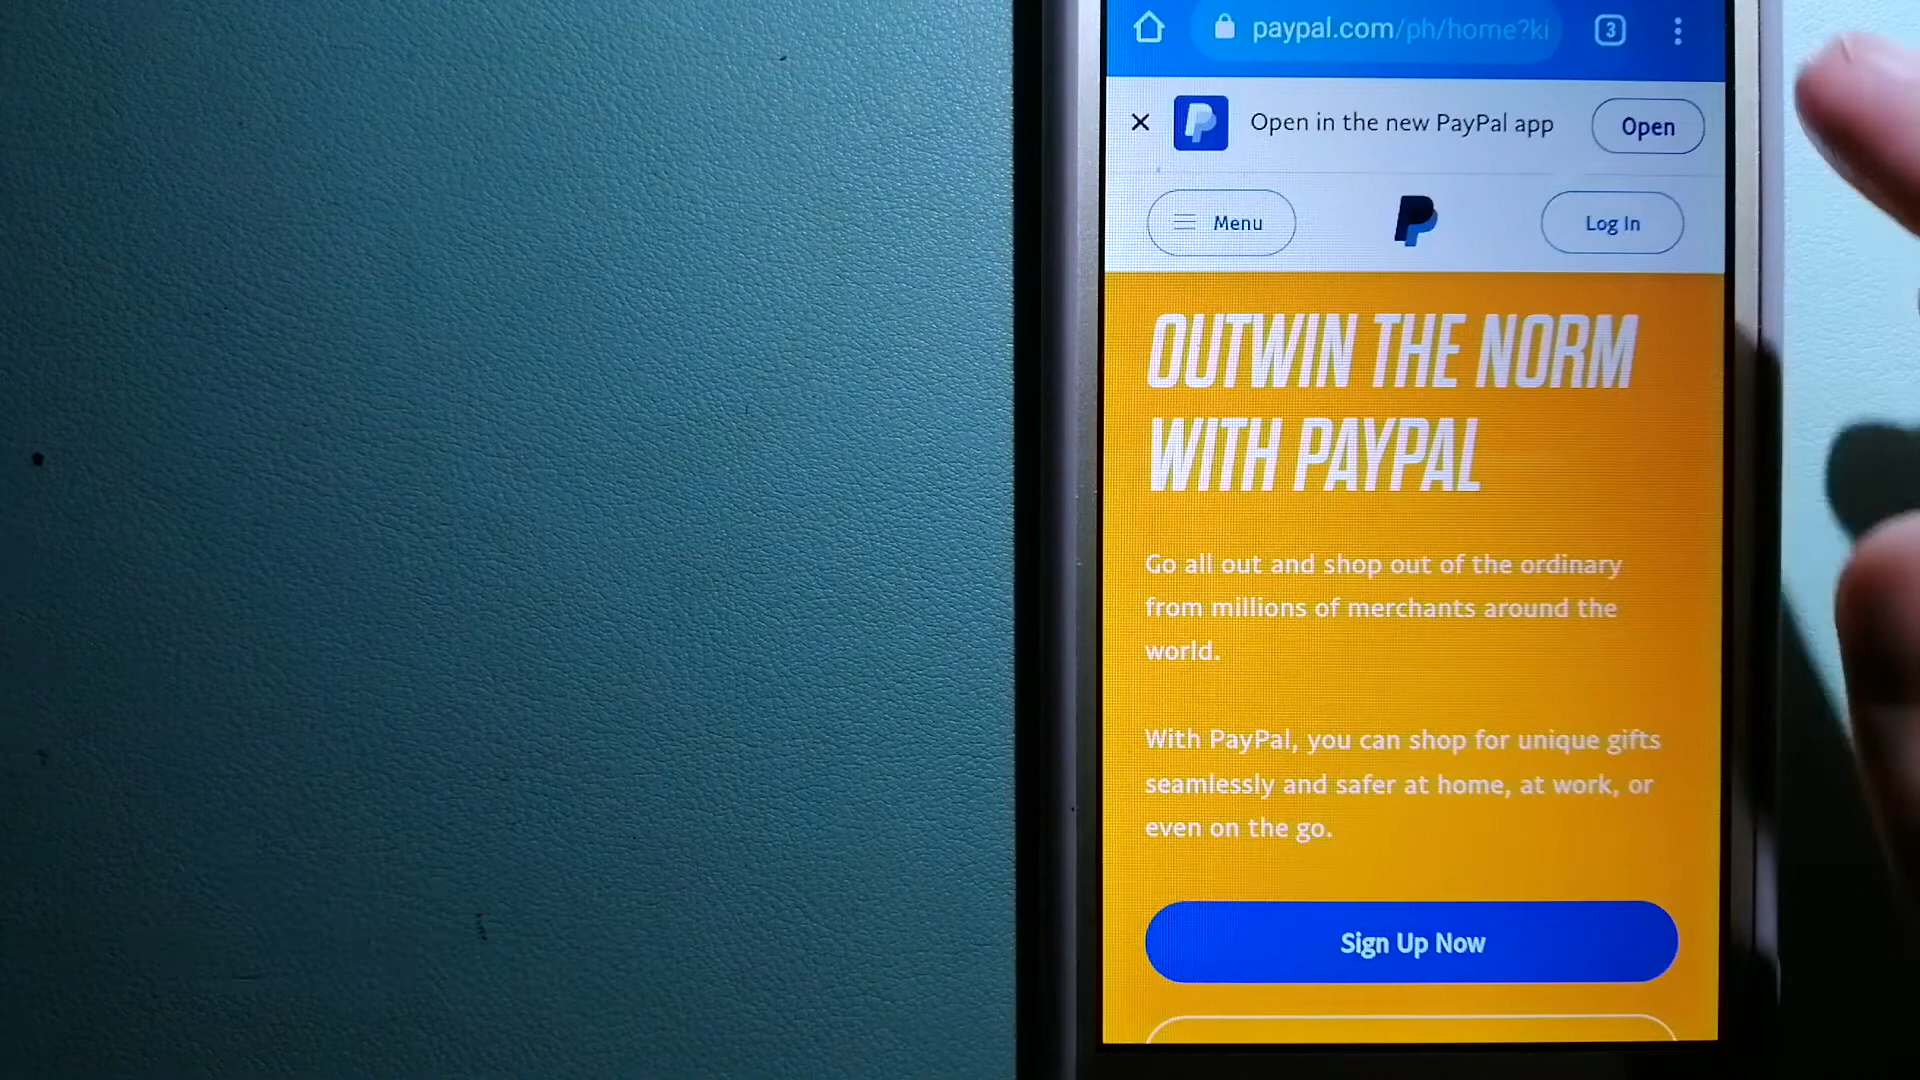 paypal.com/ph/home?ki
3
Open in the new PayPal app
Open
Menu
Log In
OUTWIN THE NORM
WITH PAYPAL
Go all out and shop out of the ordinary
from millions of merchants around the
world.
With PayPal, you can shop for unique gifts
seamlessly and safer at home, at work, or
even on the go.
Sign Up Now